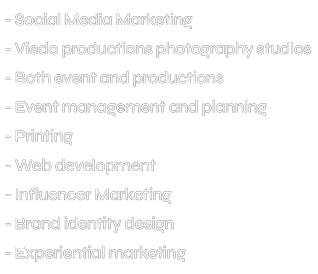 - Social Media Marketing
- Viedo productions photography studios
- Both event and productions
- Event management and planning
- Printing
- Web development
- Influencer Marketing
- Brand identity design
- Experiential marketing